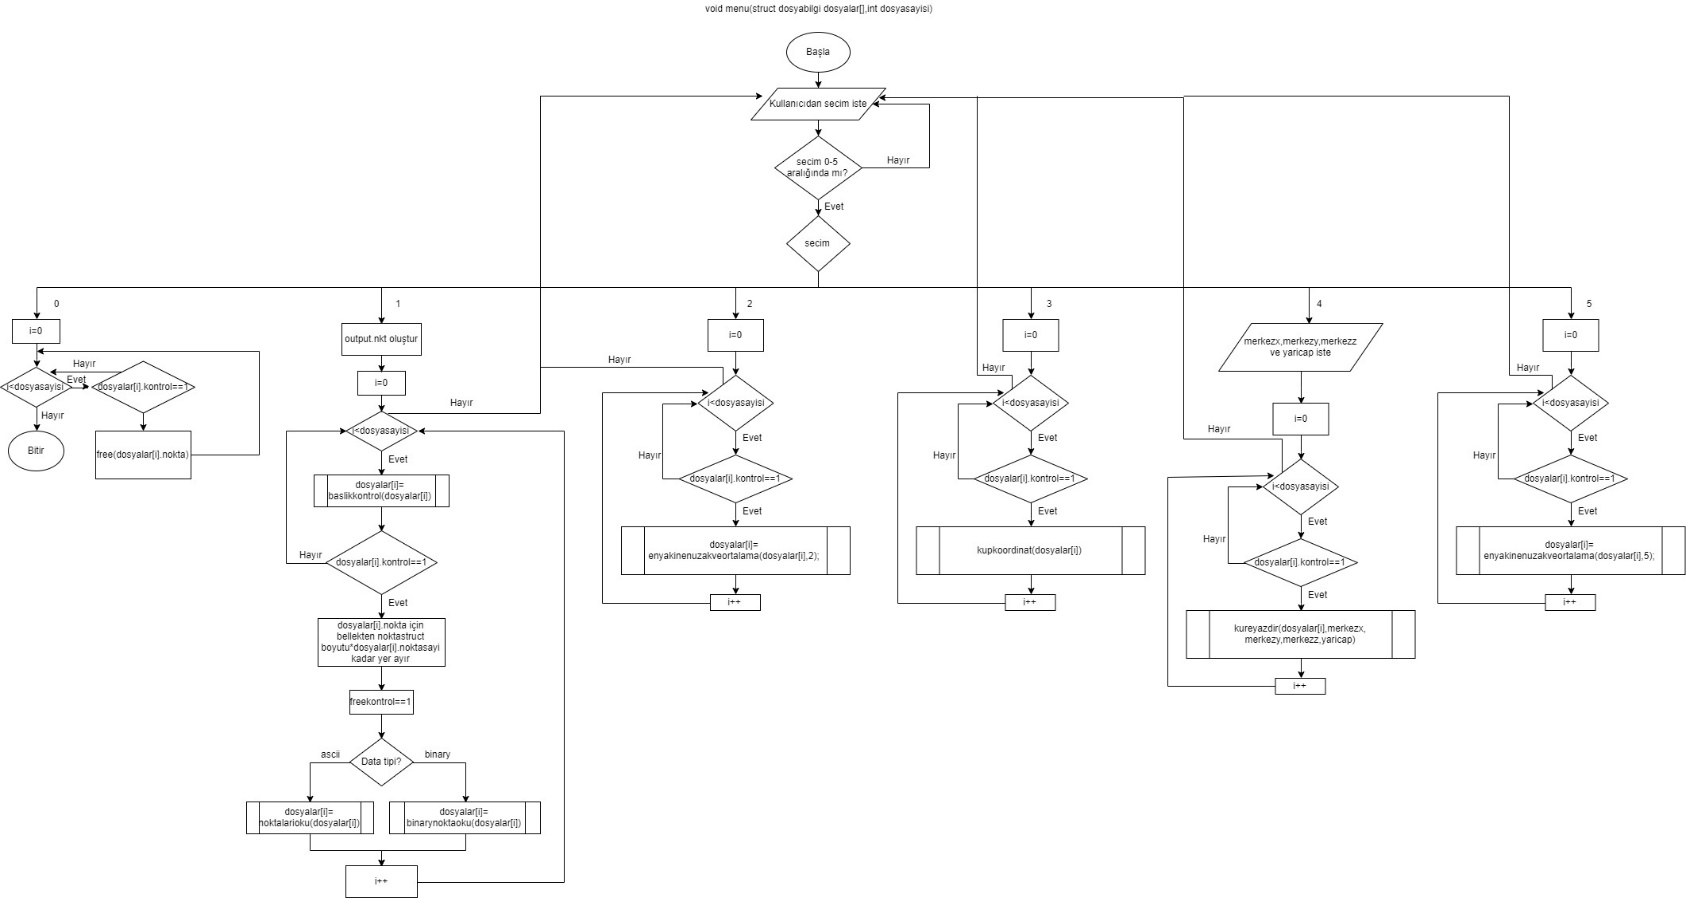 void menu(struct dosyabilgi dosyalar[],int dosyasayisi)
Başla
Kullanıcıdan secim iste
secim 0-5
aralığında mı?
Hayır
Evet
secim
0
i=0
i<dosyasayisi
Hayır
Evet
dosyalar[i].kontrol==1
Hayır
Bitir
free(dosyalar[i].nokta)
1
output.nkt oluştur
i=0
Hayır
i<dosyasayisi
Evet
dosyalar[i]=
baslikkontrol(dosyalar[i])
Hayır
dosyalar[i].kontrol==1
Evet
dosyalar[i].nokta için
bellekten noktastruct
boyutu*dosyalar[i].noktasayi
kadar yer ayır
freekontrol==1
ascii
Data tipi?
binary
dosyalar[i]=
noktalarioku(dosyalar[i])
dosyalar[i]=
binarynoktaoku(dosyalar[i])
i++
2
i=0
Hayır
i<dosyasayisi
Evet
Hayır
dosyalar[i].kontrol==1
Evet
dosyalar[i]=
enyakinenuzakveortalama(dosyalar[i],2);
i++
3
i=0
Hayır
i<dosyasayisi
Evet
Hayır
dosyalar[i].kontrol==1
Evet
kupkoordinat(dosyalar[i])
i++
4
merkezx,merkezy,merkezz
ve yaricap iste
i=0
Hayır
i<dosyasayisi
Evet
Hayır
dosyalar[i].kontrol==1
Evet
kureyazdir(dosyalar[i],merkezx,
merkezy,merkezz,yaricap)
i++
5
i=0
Hayır
i<dosyasayisi
Evet
Hayır
dosyalar[i].kontrol==1
Evet
dosyalar[i]=
enyakinenuzakveortalama(dosyalar[i],5);
i++